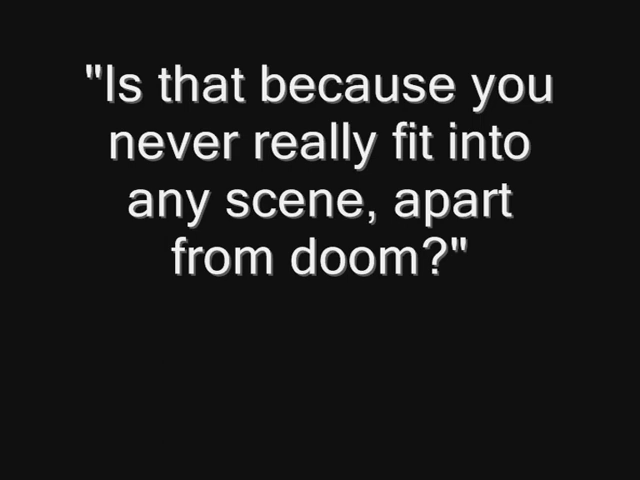 "Is that because you
never really fit into
any scene, apart
from doom?"